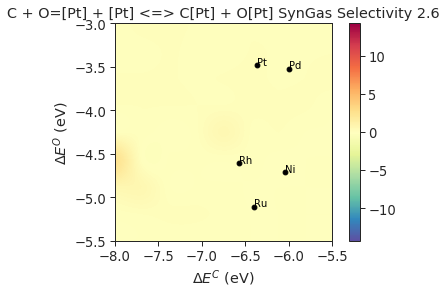 C + O=[Pt] + [Pt] <=> C[Pt] + O[Pt] SynGas Selectivity 2.6
−3.0
−3.5
−4.0
−4.5
−5.0
−5.5
ΔE^O (eV)
Pt
Pd
Rh
Ni
Ru
−8.0 −7.5 −7.0 −6.5 −6.0 −5.5
ΔE^C (eV)
10
5
0
−5
−10